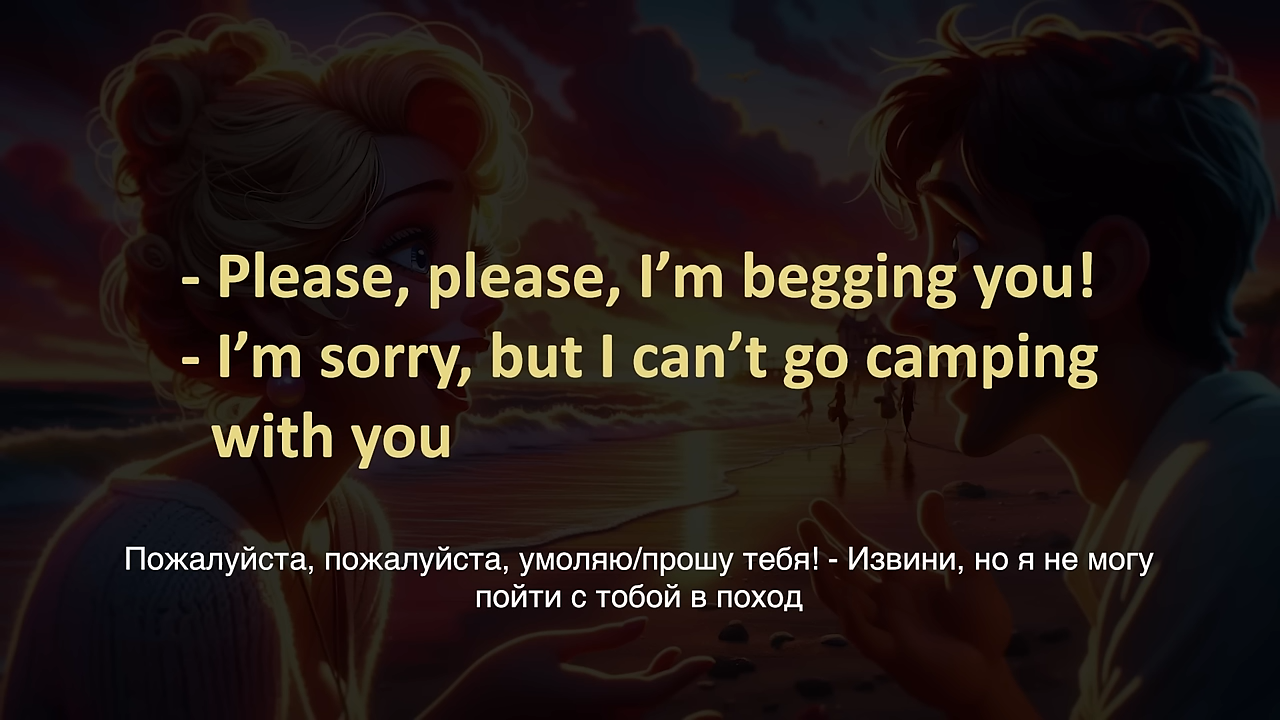 - Please, please, I’m begging you!
- I’m sorry, but I can’t go camping
with you
Пожалуйста, пожалуйста, умоляю/прошу тебя! - Извини, но я не могу
пойти с тобой в поход